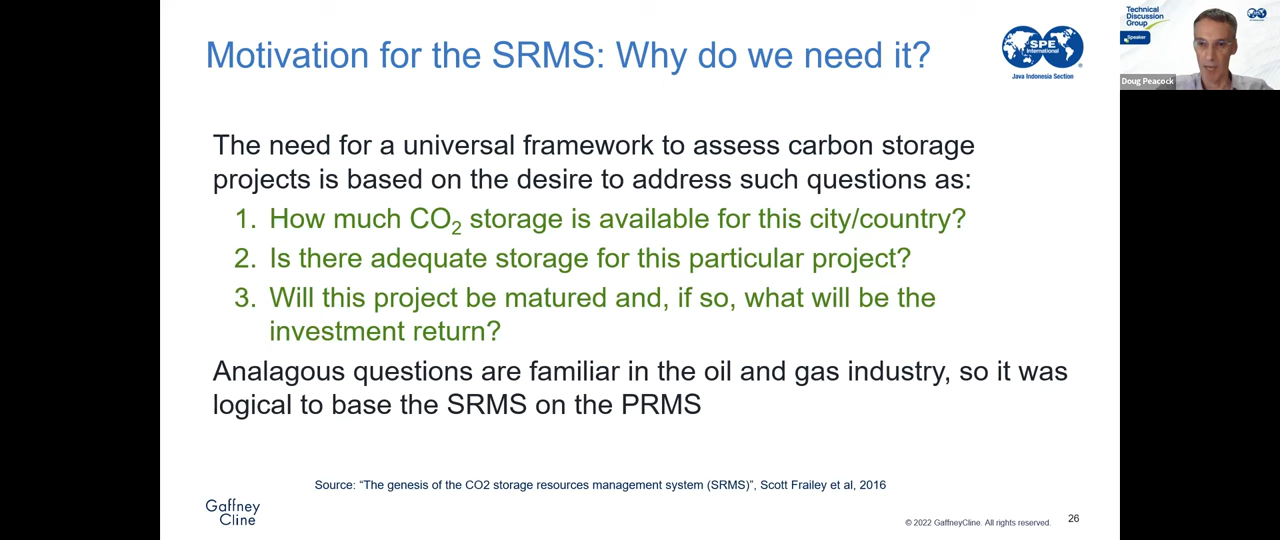 Motivation for the SRMS: Why do we need it?
SPE
International
®
Java Indonesia Section
Technical
Discussion
Group
Speaker
Doug Peacock
The need for a universal framework to assess carbon storage
projects is based on the desire to address such questions as:
1. How much CO2 storage is available for this city/country?
2. Is there adequate storage for this particular project?
3. Will this project be matured and, if so, what will be the
investment return?
Analagous questions are familiar in the oil and gas industry, so it was
logical to base the SRMS on the PRMS
Source: “The genesis of the CO2 storage resources management system (SRMS)”, Scott Frailey et al, 2016
Gaffney
Cline
© 2022 GaffneyCline. All rights reserved.
26